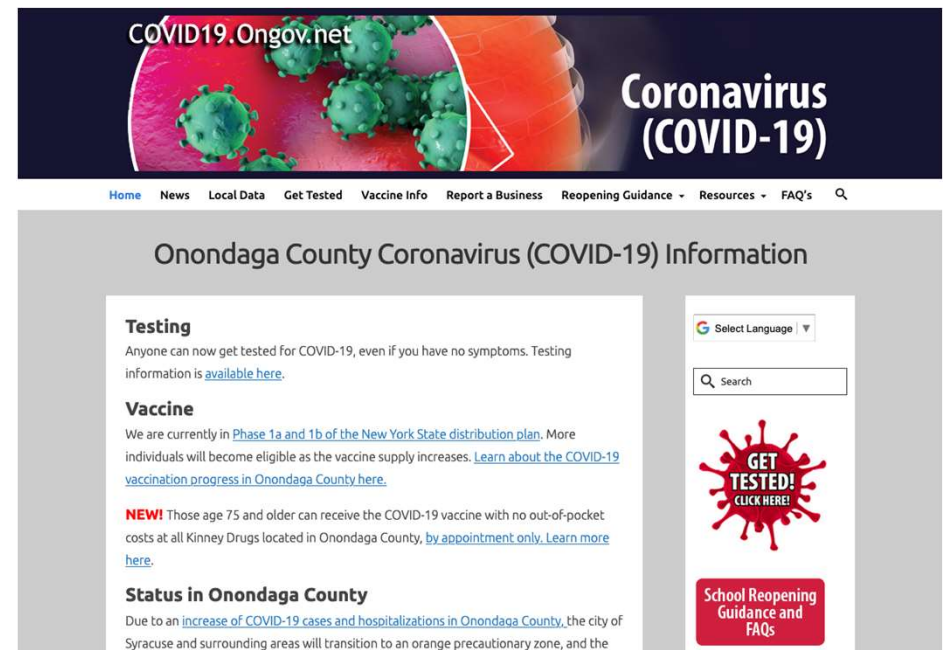 COVID19.Ongov.net
Coronavirus
(COVID-19)
Home News Local Data Get Tested Vaccine Info Report a Business Reopening Guidance Resources FAQ's
Onondaga County Coronavirus (COVID-19) Information
Testing
Anyone can now get tested for COVID-19, even if you have no symptoms. Testing
information is available here.
Vaccine
We are currently in Phase 1a and 1b of the New York State distribution plan. More
individuals will become eligible as the vaccine supply increases. Learn about the COVID-19
vaccination progress in Onondaga County here.
NEW! Those age 75 and older can receive the COVID-19 vaccine with no out-of-pocket
costs at all Kinney Drugs located in Onondaga County, by appointment only. Learn more
here.
Status in Onondaga County
Due to an increase of COVID-19 cases and hospitalizations in Onondaga County, the city of
Syracuse and surrounding areas will transition to an orange precautionary zone, and the
G Select Language
Search
GET
TESTED!
CLICK HERE!
School Reopening
Guidance and
FAQs